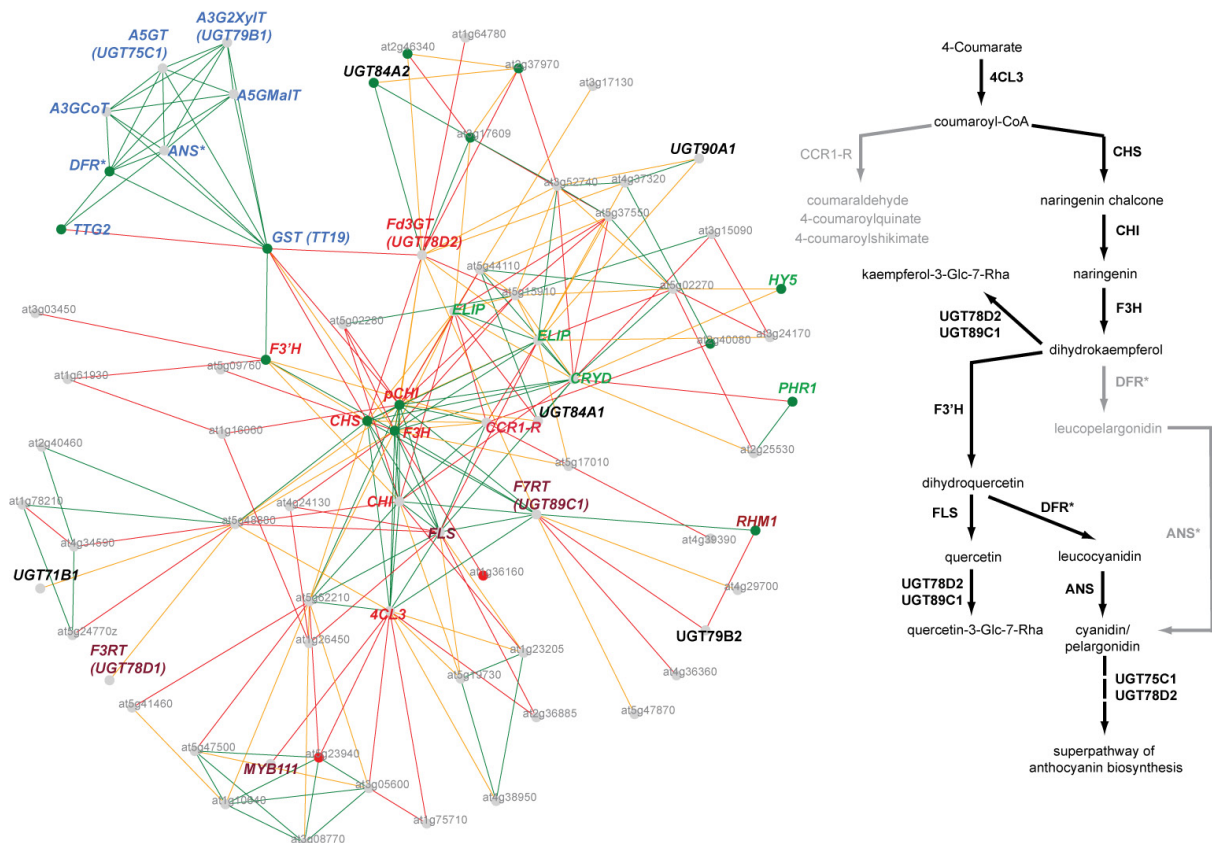 A3G2XylT
(UGT79B1)
A5GT
(UGT75C1)
A5GMalT
A3GCoT
ANS*
DFR*
TTG2
GST (TT19)
at1g64780
at2g46340
at2g37970
UGT84A2
at3g17130
at2g17609
UGT90A1
at3g52740
at4g37320
at5g37550
Fd3GT
(UGT78D2)
at3g15090
at5g44110
at5g15910
at5g02270
HY5
at3g03450
at5g02280
ELIP
ELIP
at3g24170
at2g40080
F3'H
at1g61930
at5g09760
CRYD
PHR1
pCHI
CHS
F3H
CCR1-R
UGT84A1
at1g16000
at2g40460
at2g25530
at5g17010
at1g78210
at4g24130
CHI
F7RT
(UGT89C1)
at5g48880
FLS
RHM1
at4g39390
at4g34590
UGT71B1
at1g36160
at4g29700
at5g62210
4CL3
at5g24770z
at1g26450
UGT79B2
F3RT
(UGT78D1)
at1g23205
at5g19730
at4g36360
at5g41460
at2g36885
at5g47870
at5g47500
at5g23940
MYB111
at3g05600
at1g10640
at4g38950
at1g75710
at3g08770
4-Coumarate
4CL3
coumaroyl-CoA
CCR1-R
CHS
coumaraldehyde
4-coumaroylquinate
4-coumaroylshikimate
naringenin chalcone
CHI
kaempferol-3-Glc-7-Rha
naringenin
UGT78D2
UGT89C1
F3H
dihydrokaempferol
DFR*
F3'H
leucopelargonidin
dihydroquercetin
FLS
DFR*
ANS*
quercetin
leucocyanidin
UGT78D2
UGT89C1
ANS
quercetin-3-Glc-7-Rha
cyanidin/
pelargonidin
UGT75C1
UGT78D2
superpathway of
anthocyanin biosynthesis